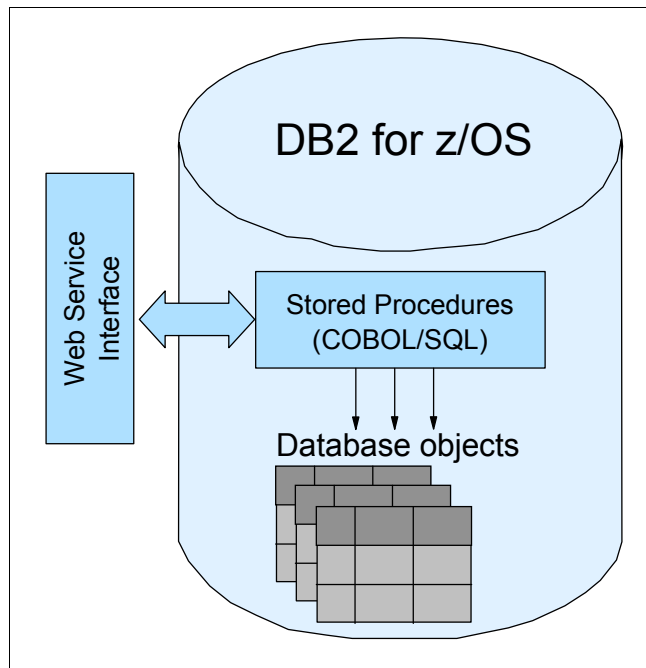 DB2 for z/OS
Web Service
Interface
Stored Procedures
(COBOL/SQL)
Database objects